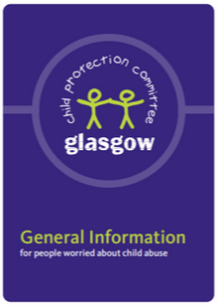 child protection committee
glasgow
General Information
for people worried about child abuse